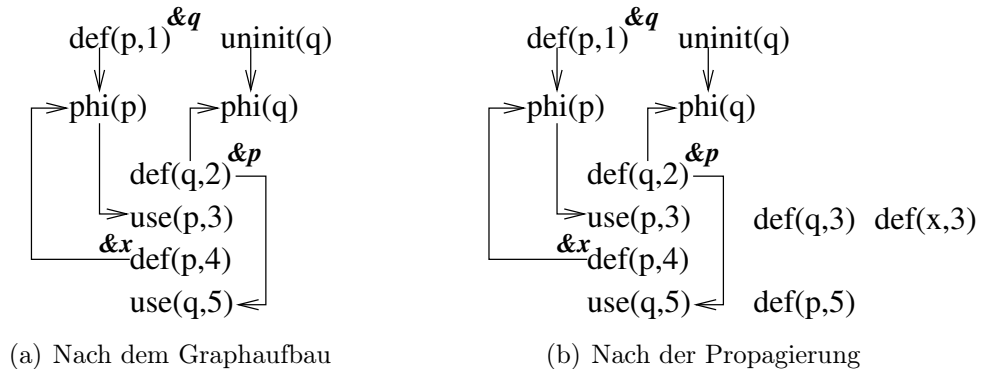 def(p,1) &q uninit(q)
phi(p) phi(q)
def(q,2) &p
use(p,3)
&x def(p,4)
use(q,5)
(a) Nach dem Graphaufbau
def(p,1) &q uninit(q)
phi(p) phi(q)
def(q,2) &p
use(p,3) def(q,3) def(x,3)
&x def(p,4)
use(q,5) def(p,5)
(b) Nach der Propagierung